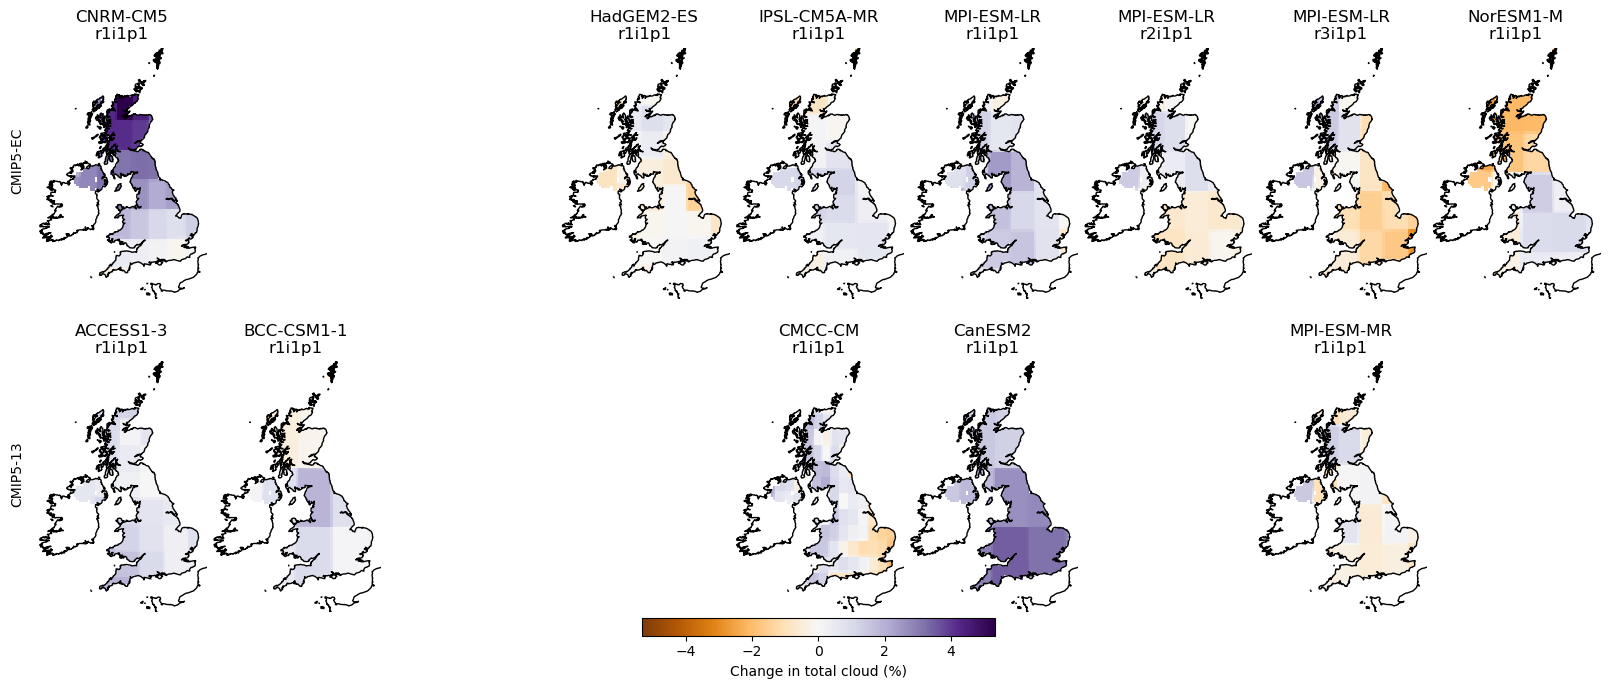 CNRM-CM5
r1i1p1
HadGEM2-ES
r1i1p1
IPSL-CM5A-MR
r1i1p1
MPI-ESM-LR
r1i1p1
MPI-ESM-LR
r2i1p1
MPI-ESM-LR
r3i1p1
NorESM1-M
r1i1p1
CMIP5-EC
ACCESS1-3
r1i1p1
BCC-CSM1-1
r1i1p1
CMCC-CM
r1i1p1
CanESM2
r1i1p1
MPI-ESM-MR
r1i1p1
CMIP5-13
−4 −2 0 2 4
Change in total cloud (%)